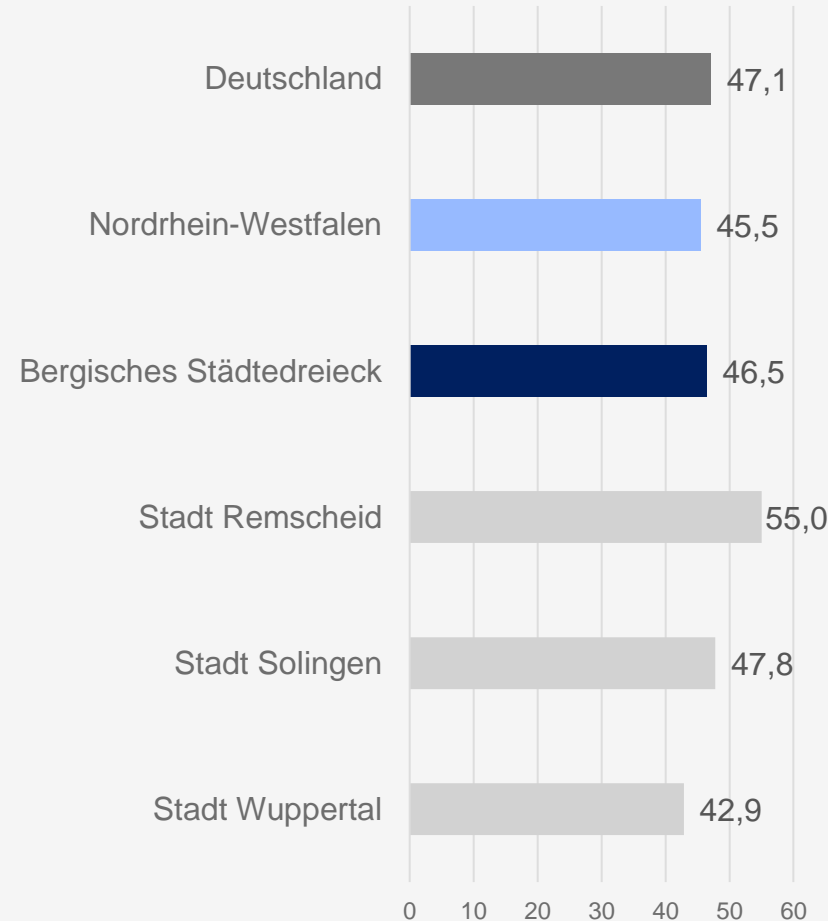 Deutschland 47,1
Nordrhein-Westfalen 45,5
Bergisches Städtedreieck 46,5
Stadt Remscheid 55,0
Stadt Solingen 47,8
Stadt Wuppertal 42,9
0 10 20 30 40 50 60